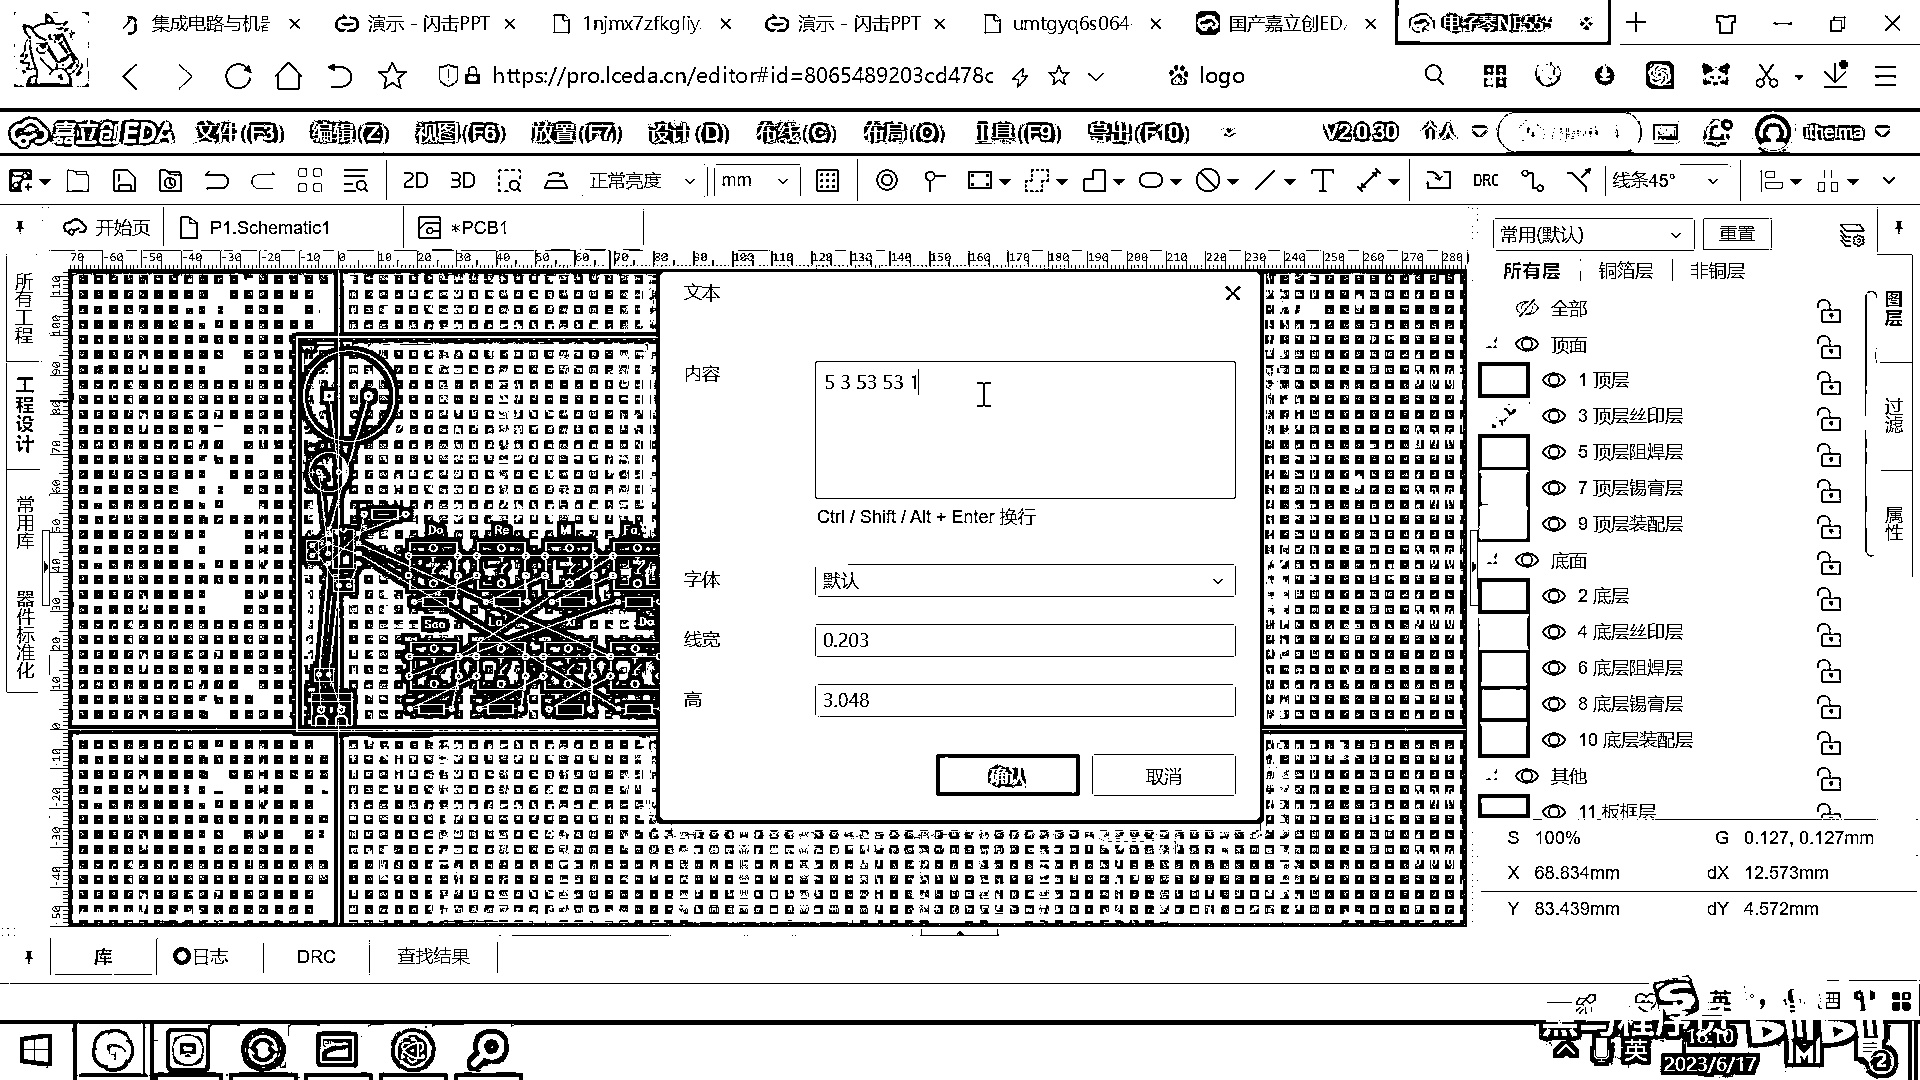 集成电路与机器
演示 - 闪击PPT
1njmx7zfkgliy.
演示 - 闪击PPT
umtgyq6s064
国产嘉立创ED
电子琴NE555
https://pro.lceda.cn/editor#id=8065489203cd478c
logo
嘉立创EDA
文件(F3)
编辑(Z)
视图(F6)
放置(F7)
设计(D)
布线(C)
布局(O)
工具(F9)
导出(F10)
V2.0.30
个人
ithema
2D
3D
正常亮度
mm
DRC
线条45°
开始页
P1.Schematic1
*PCB1
常用(默认)
重置
所有层
铜箔层
非铜层
所有工程
工程设计
常用库
器件标准化
文本
内容
5 3 53 53 1
Ctrl / Shift / Alt + Enter 换行
字体
默认
线宽
0.203
高
3.048
确认
取消
Do
Re
M
Fa
Soo
La
Xi
Do
全部
顶面
1 顶层
3 顶层丝印层
5 顶层阻焊层
7 顶层锡膏层
9 顶层装配层
底面
2 底层
4 底层丝印层
6 底层阻焊层
8 底层锡膏层
10 底层装配层
其他
11 板框层
图层
过滤
属性
S 100%
G 0.127, 0.127mm
X 68.834mm
dX 12.573mm
Y 83.439mm
dY 4.572mm
库
日志
DRC
查找结果
英
英
18:10
2023/6/17
2